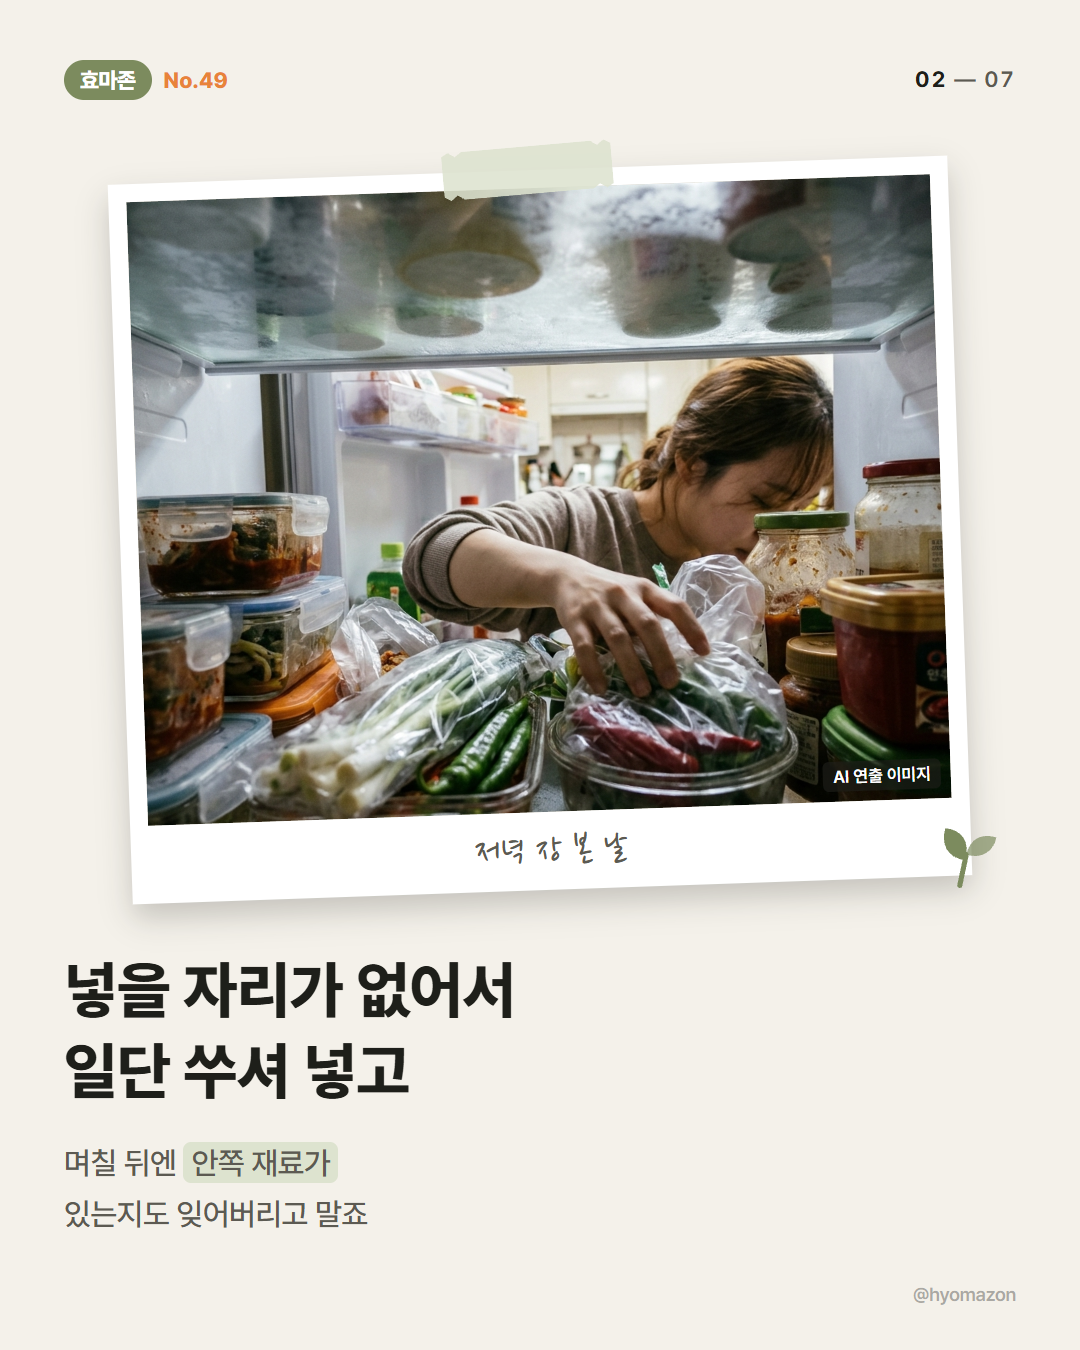 효마존 No.49
02 — 07
AI 연출 이미지
저녁 장 본 날
넣을 자리가 없어서
일단 쑤셔 넣고
며칠 뒤엔 안쪽 재료가
있는지도 잊어버리고 말죠
@hyomazon